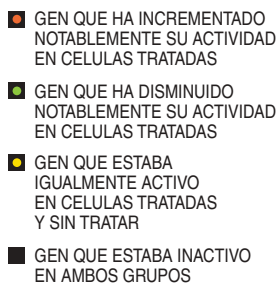 GEN QUE HA INCREMENTADO
NOTABLEMENTE SU ACTIVIDAD
EN CELULAS TRATADAS
GEN QUE HA DISMINUIDO
NOTABLEMENTE SU ACTIVIDAD
EN CELULAS TRATADAS
GEN QUE ESTABA
IGUALMENTE ACTIVO
EN CELULAS TRATADAS
Y SIN TRATAR
GEN QUE ESTABA INACTIVO
EN AMBOS GRUPOS